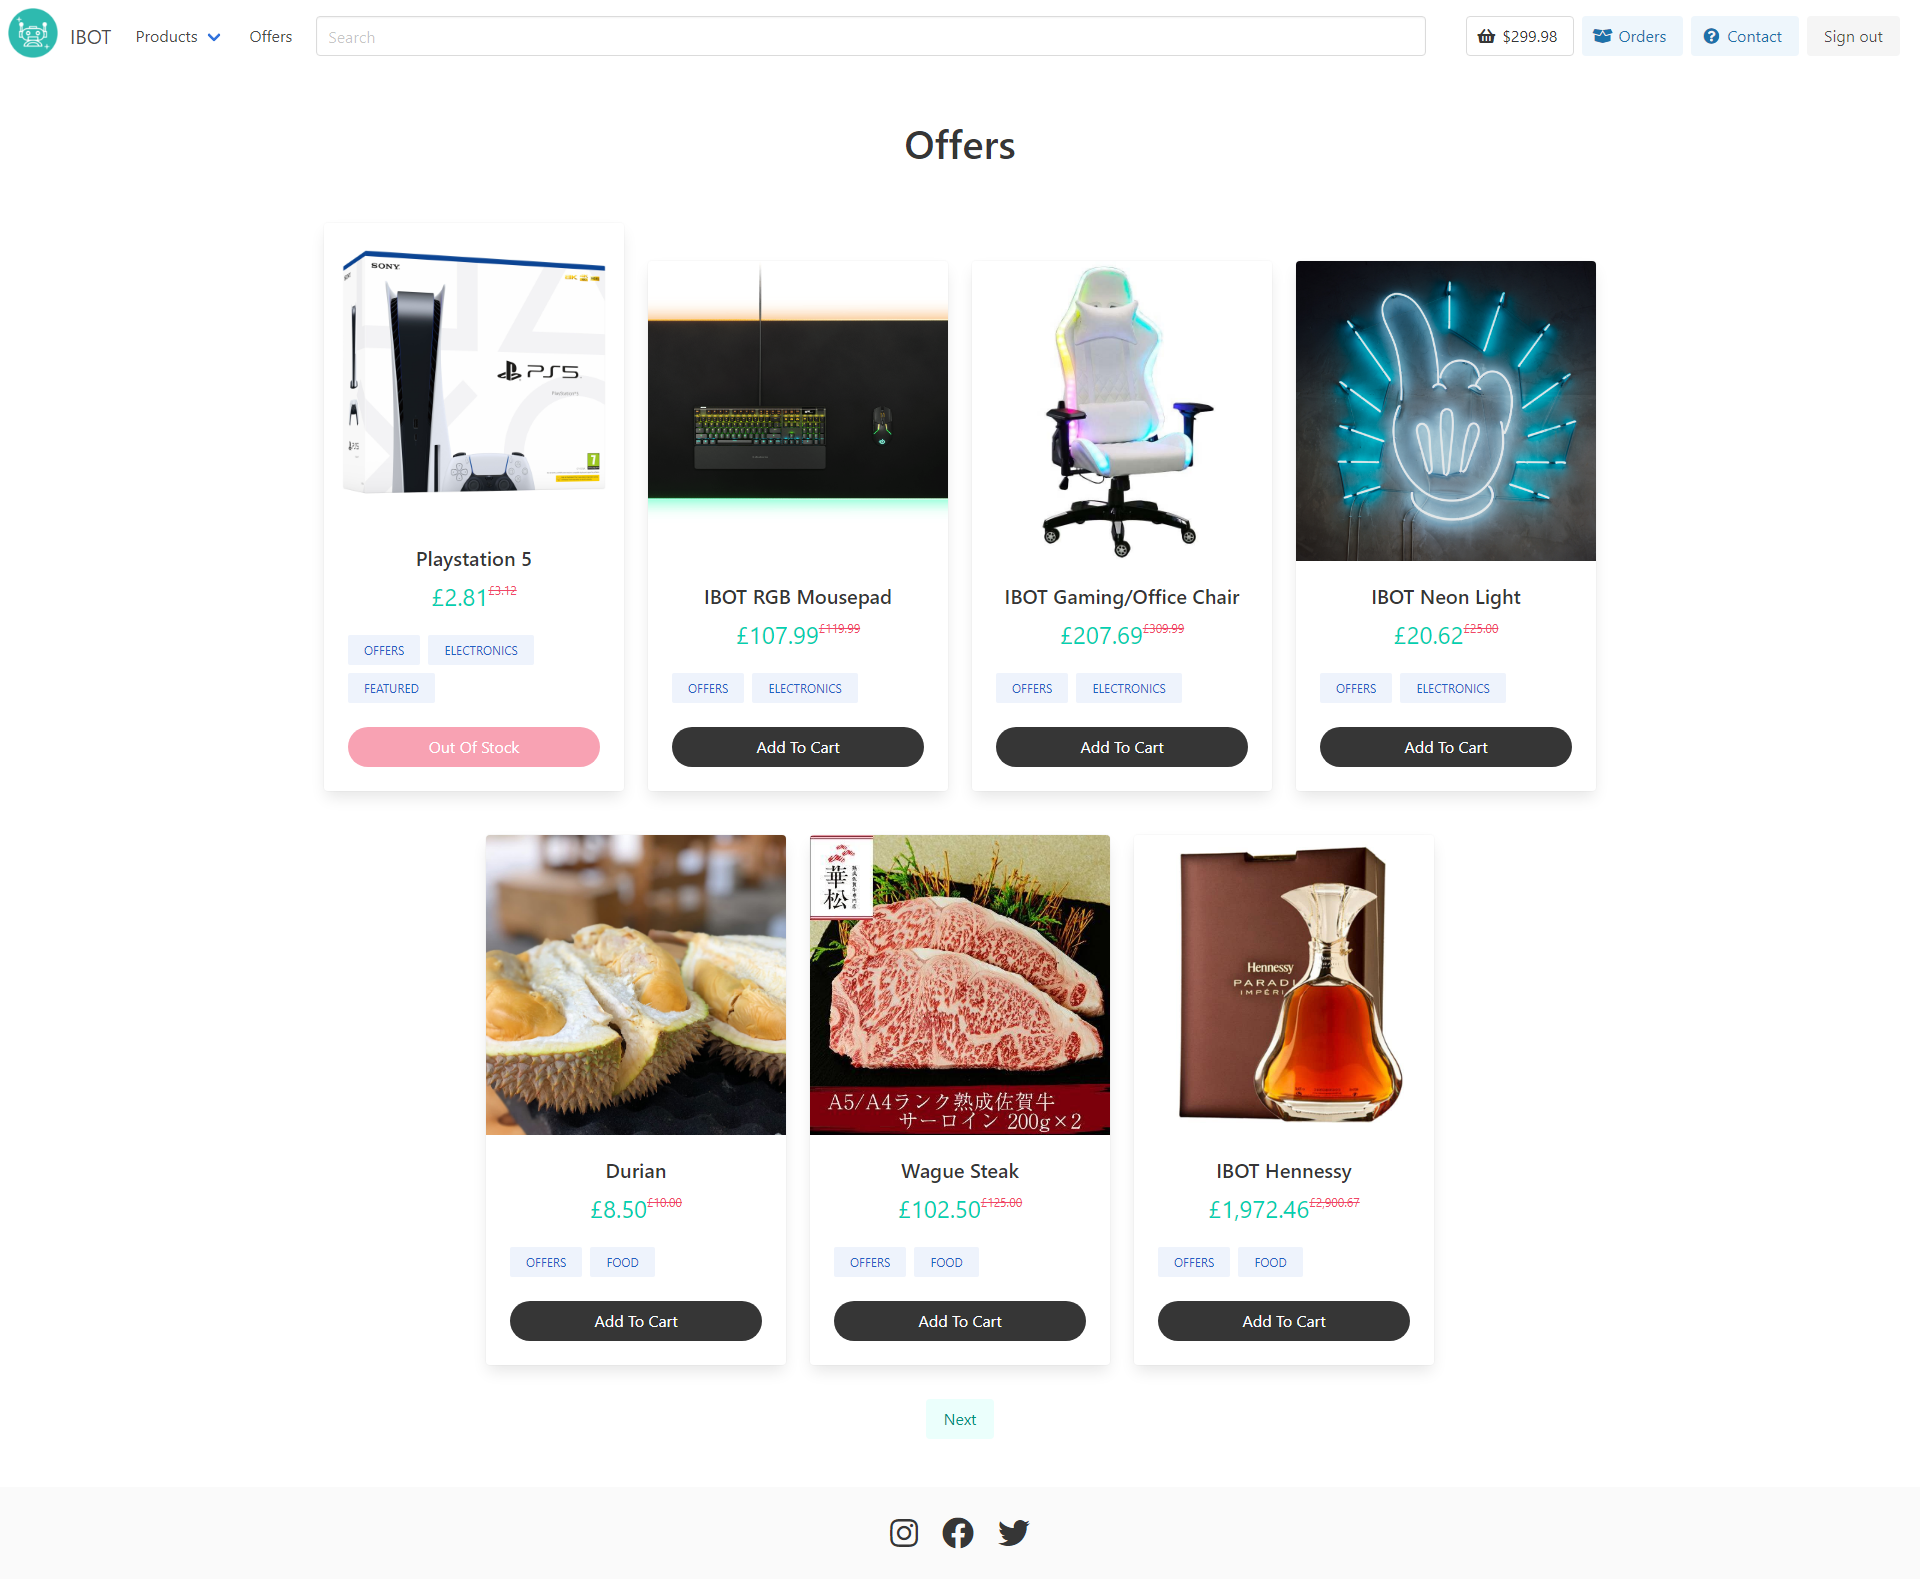 IBOT
Products
Offers
Search
$299.98
Orders
Contact
Sign out
Offers
SONY
PS5
PlayStation5
7
Playstation 5
£2.81 £3.12
OFFERS
ELECTRONICS
FEATURED
Out Of Stock
IBOT RGB Mousepad
£107.99 £119.99
OFFERS
ELECTRONICS
Add To Cart
IBOT Gaming/Office Chair
£207.69 £309.99
OFFERS
ELECTRONICS
Add To Cart
IBOT Neon Light
£20.62 £25.00
OFFERS
ELECTRONICS
Add To Cart
Durian
£8.50 £10.00
OFFERS
FOOD
Add To Cart
華松
A5/A4ランク熟成佐賀牛
サーロイン 200g×2
Wague Steak
£102.50 £125.00
OFFERS
FOOD
Add To Cart
Hennessy
PARADI
IMPÉRI
IBOT Hennessy
£1,972.46 £2,900.67
OFFERS
FOOD
Add To Cart
Next